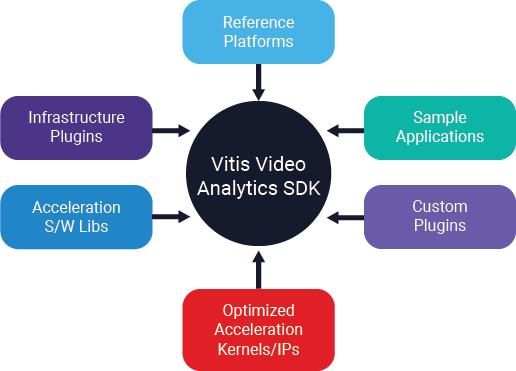 Reference
Platforms
Infrastructure
Plugins
Sample
Applications
Vitis Video
Analytics SDK
Acceleration
S/W Libs
Custom
Plugins
Optimized
Acceleration
Kernels/IPs